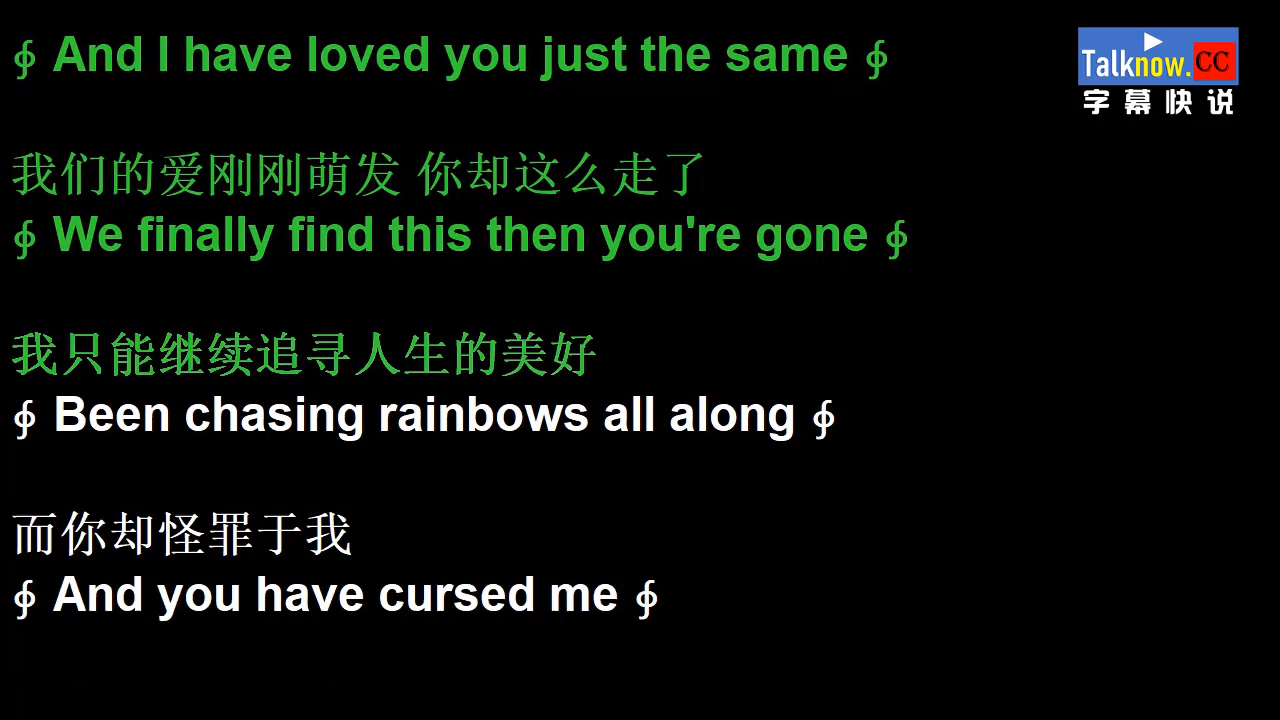 ∮ And I have loved you just the same ∮
Talknow.CC
字幕快说
我们的爱刚刚萌发 你却这么走了
∮ We finally find this then you're gone ∮
我只能继续追寻人生的美好
∮ Been chasing rainbows all along ∮
而你却怪罪于我
∮ And you have cursed me ∮